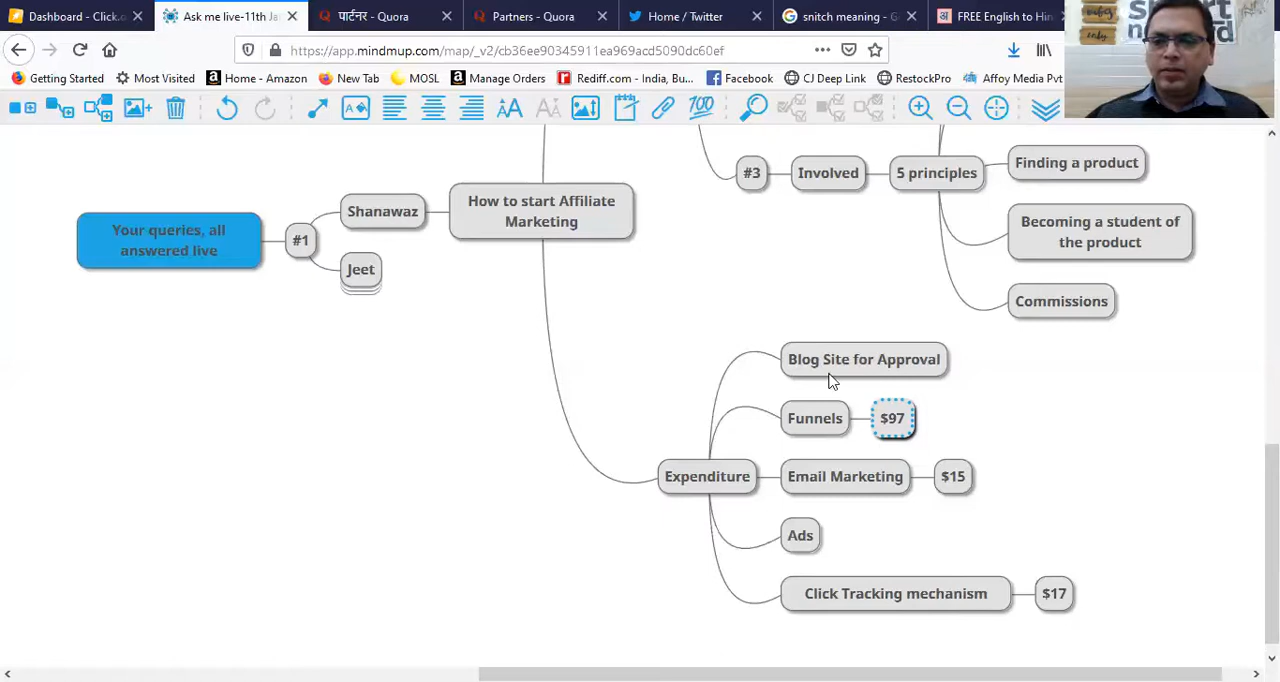 Dashboard - Click.o
Ask me live-11th Ja
पार्टनर - Quora
Partners - Quora
Home / Twitter
snitch meaning - G
FREE English to Hin
https://app.mindmup.com/map/_v2/cb36ee90345911ea969acd5090dc60ef
Getting Started
Most Visited
Home - Amazon
New Tab
MOSL
Manage Orders
Rediff.com - India, Bu...
Facebook
CJ Deep Link
RestockPro
Affoy Media Pvt
100
#3
Involved
5 principles
Finding a product
Becoming a student of
the product
Commissions
How to start Affiliate
Marketing
Shanawaz
Your queries, all
answered live
#1
Jeet
Blog Site for Approval
Funnels
$97
Expenditure
Email Marketing
$15
Ads
Click Tracking mechanism
$17